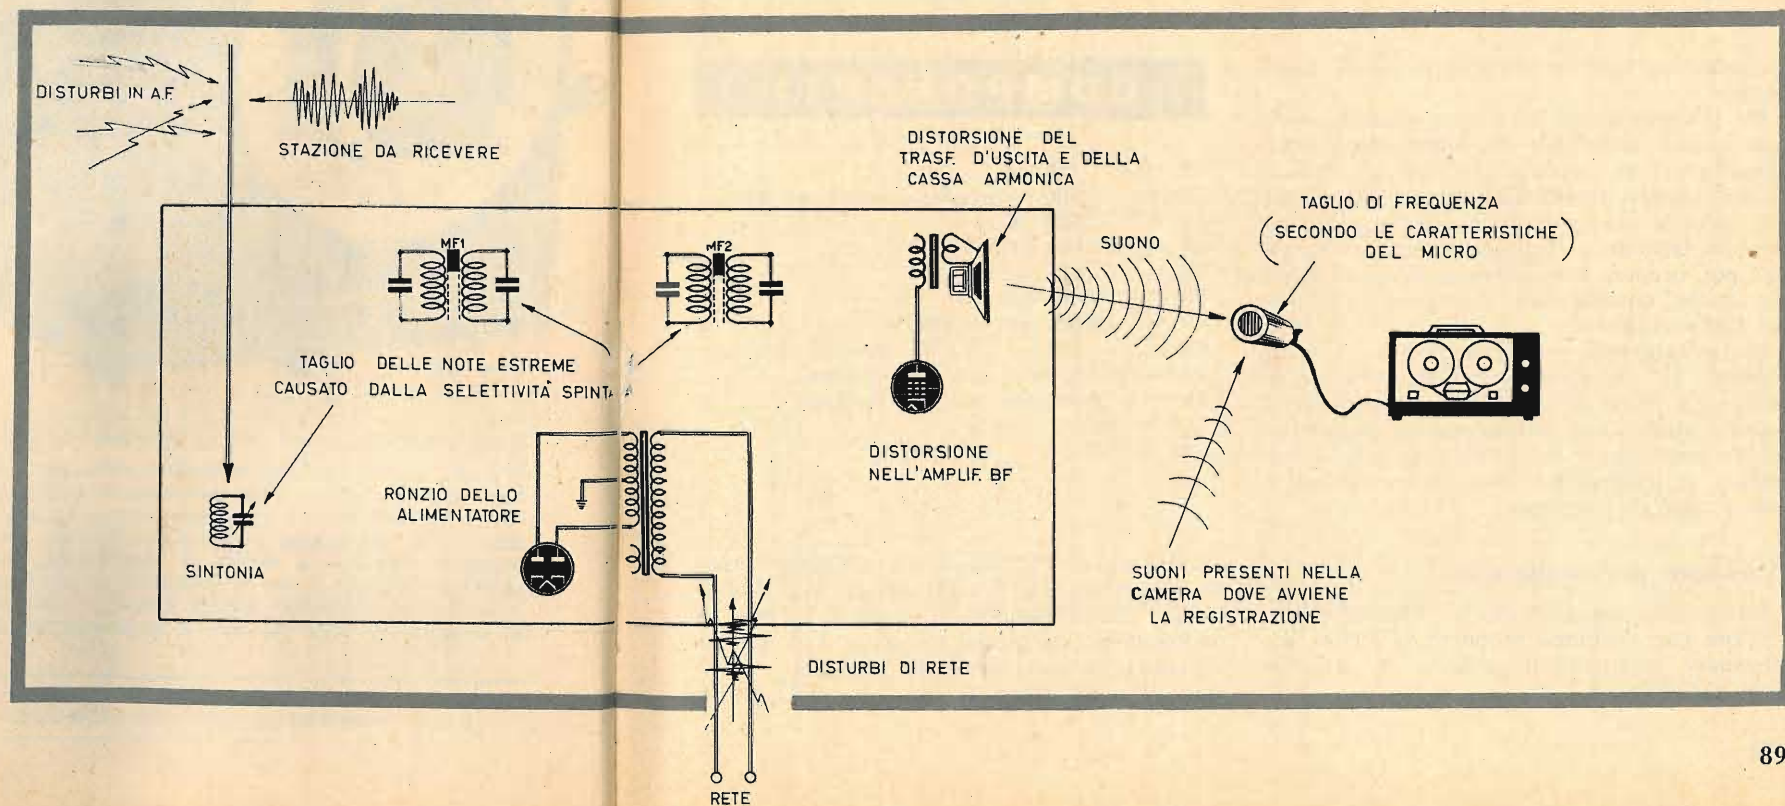 DISTURBI IN A.F.
STAZIONE DA RICEVERE
DISTORSIONE DEL
TRASF. D'USCITA E DELLA
CASSA ARMONICA
TAGLIO DI FREQUENZA
(SECONDO LE CARATTERISTICHE)
DEL MICRO
SUONO
MF1
MF2
TAGLIO DELLE NOTE ESTREME
CAUSATO DALLA SELETTIVITÀ
RONZIO DELLO
ALIMENTATORE
DISTORSIONE
NELL'AMPLIF. BF
SINTONIA
SUONI PRESENTI NELLA
CAMERA DOVE AVVIENE
LA REGISTRAZIONE
DISTURBI DI RETE
RETE
89